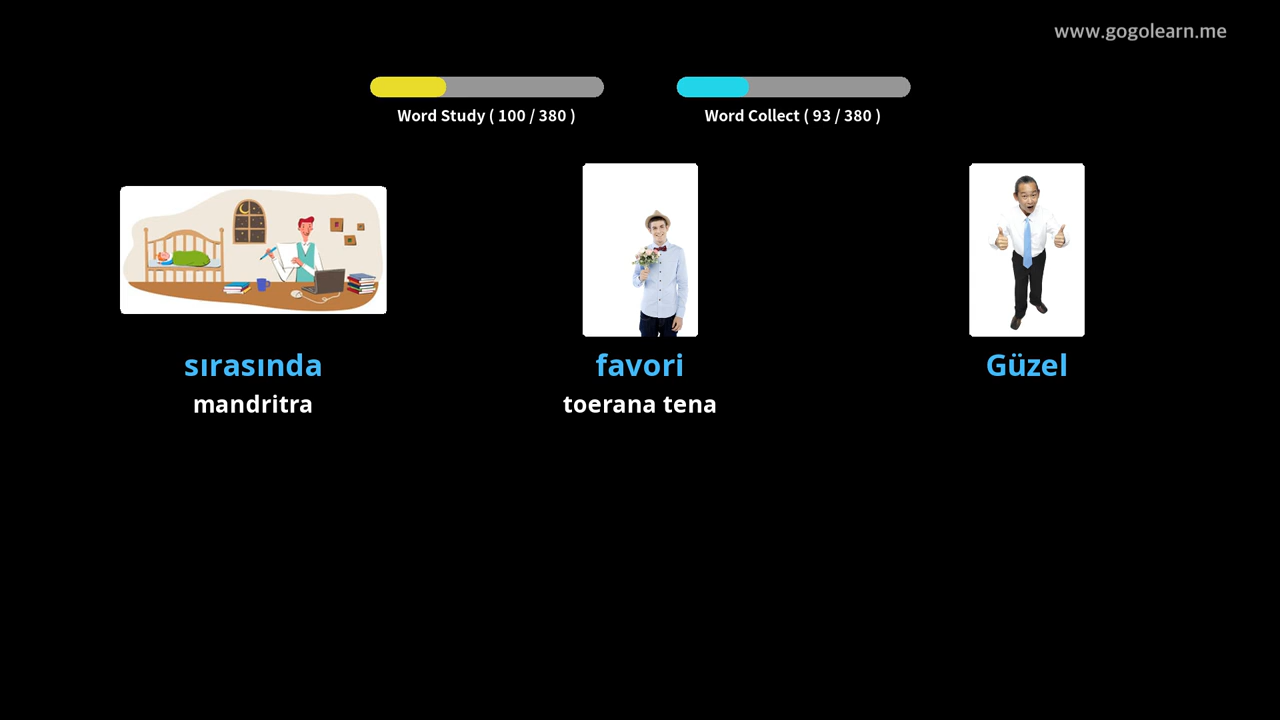 www.gogolearn.me
Word Study ( 100 / 380 )
Word Collect ( 93 / 380 )
sırasında
mandritra
favori
toerana tena
Güzel